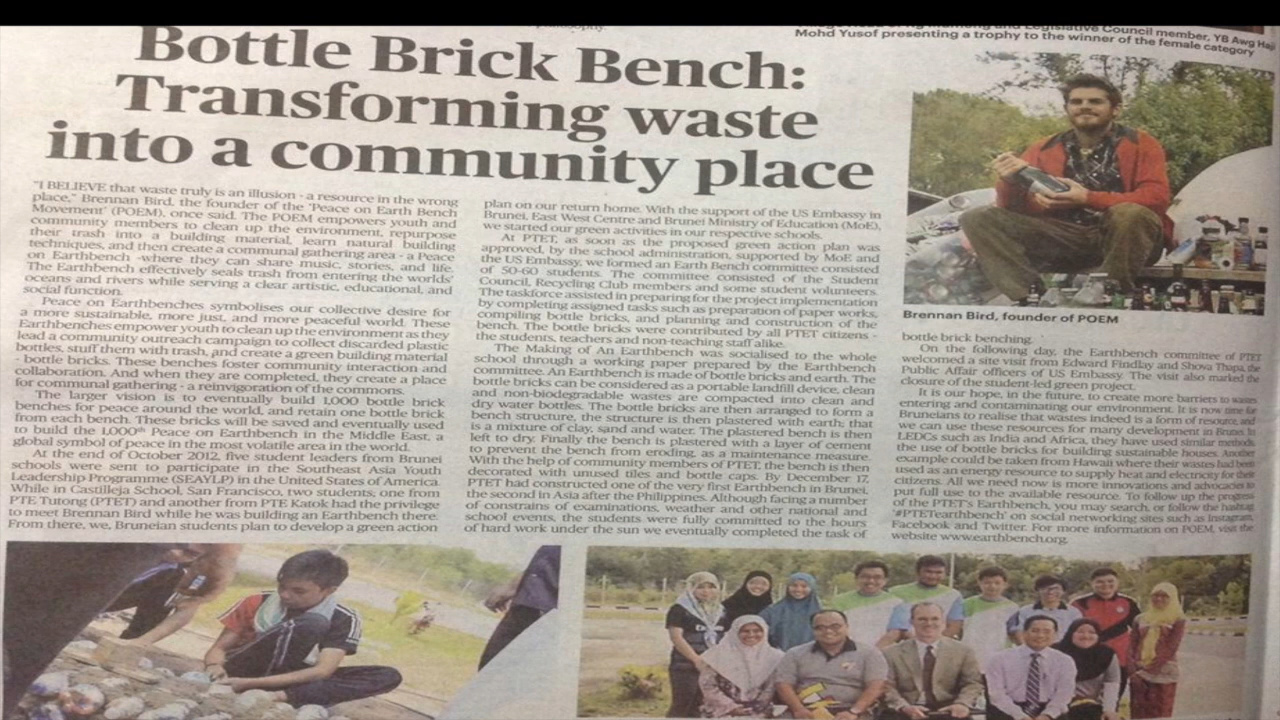 Council member, YB Awg Haji
Mohd Yusof presenting a trophy to the winner of the female category
Bottle Brick Bench:
Transforming waste
into a community place
"I BELIEVE that waste truly is an illusion - a resource in the wrong
place," Brennan Bird, the founder of the 'Peace on Earth Bench
Movement' (POEM), once said. The POEM empowers youth and
community members to clean up the environment, repurpose
their trash into a building material, learn natural building
techniques, and then create a communal gathering area - a Peace
on Earthbench -where they can share music, stories, and life.
The Earthbench effectively seals trash from entering the worlds'
oceans and rivers while serving a clear artistic, educational, and
social function.
Peace on Earthbenches symbolises our collective desire for
a more sustainable, more just, and more peaceful world. These
Earthbenches empower youth to clean up the environment as they
lead a community outreach campaign to collect discarded plastic
bottles, stuff them with trash, and create a green building material
- bottle bricks. These benches foster community interaction and
collaboration. And when they are completed, they create a place
for communal gathering - a reinvigoration of the commons.
The larger vision is to eventually build 1,000 bottle brick
benches for peace around the world, and retain one bottle brick
from each bench. These bricks will be saved and eventually used
to build the 1,000th Peace on Earthbench in the Middle East, a
global symbol of peace in the most volatile area in the world.
At the end of October 2012, five student leaders from Brunei
schools were sent to participate in the Southeast Asia Youth
Leadership Programme (SEAYLP) in the United States of America.
While in Castilleja School, San Francisco, two students; one from
PTE Tutong (PTET) and another from PTE Katok had the privilege
to meet Brennan Bird while he was building an Earthbench there.
From there, we, Bruneian students plan to develop a green action
plan on our return home. With the support of the US Embassy in
Brunei, East West Centre and Brunei Ministry of Education (MoE),
we started our green activities in our respective schools.
At PTET, as soon as the proposed green action plan was
approved, by the school administration, supported by MoE and
the US Embassy, we formed an Earth Bench committee consisted
of 50-60 students. The committee consisted of the Student
Council, Recycling Club members and some student volunteers.
The taskforce assisted in preparing for the project implementation
by completing assigned tasks such as preparation of paper works,
compiling bottle bricks, and planning and construction of the
bench. The bottle bricks were contributed by all PTET citizens -
the students, teachers and non-teaching staff alike.
The Making of An Earthbench was socialised to the whole
school through a working paper prepared by the Earthbench
committee. An Earthbench is made of bottle bricks and earth. The
bottle bricks can be considered as a portable landfill device, clean
and non-biodegradable wastes are compacted into clean and
dry water bottles. The bottle bricks are then arranged to form a
bench structure, the structure is then plastered with earth; that
is a mixture of clay, sand and water. The plastered bench is then
left to dry. Finally the bench is plastered with a layer of cement
to prevent the bench from eroding, as a maintenance measure.
With the help of community members of PTET, the bench is then
decorated with unused tiles and bottle caps. By December 17,
PTET had constructed one of the very first Earthbench in Brunei,
the second in Asia after the Philippines. Although facing a number
of constrains of examinations, weather and other national and
school events, the students were fully committed to the hours
of hard work under the sun we eventually completed the task of
Brennan Bird, founder of POEM
bottle brick benching.
On the following day, the Earthbench committee of PTET
welcomed a site visit from Edward Findlay and Shova Thapa, the
Public Affair officers of US Embassy. The visit also marked the
closure of the student-led green project.
It is our hope, in the future, to create more barriers to wastes
entering and contaminating our environment. It is now time for
Bruneians to realise that wastes indeed is a form of resource, and
we can use these resources for many development in Brunei. In
LEDCs such as India and Africa, they have used similar methods,
the use of bottle bricks for building sustainable houses. Another
example could be taken from Hawaii where their wastes had been
used as an energy resource to supply heat and electricity for their
citizens. All we need now is more innovations and advocacies to
put full use to the available resource. To follow up the progress
of the PTET's Earthbench, you may search, or follow the hashtag
'#PTETearthbench' on social networking sites such as Instagram,
Facebook and Twitter. For more information on POEM, visit the
website www.earthbench.org.